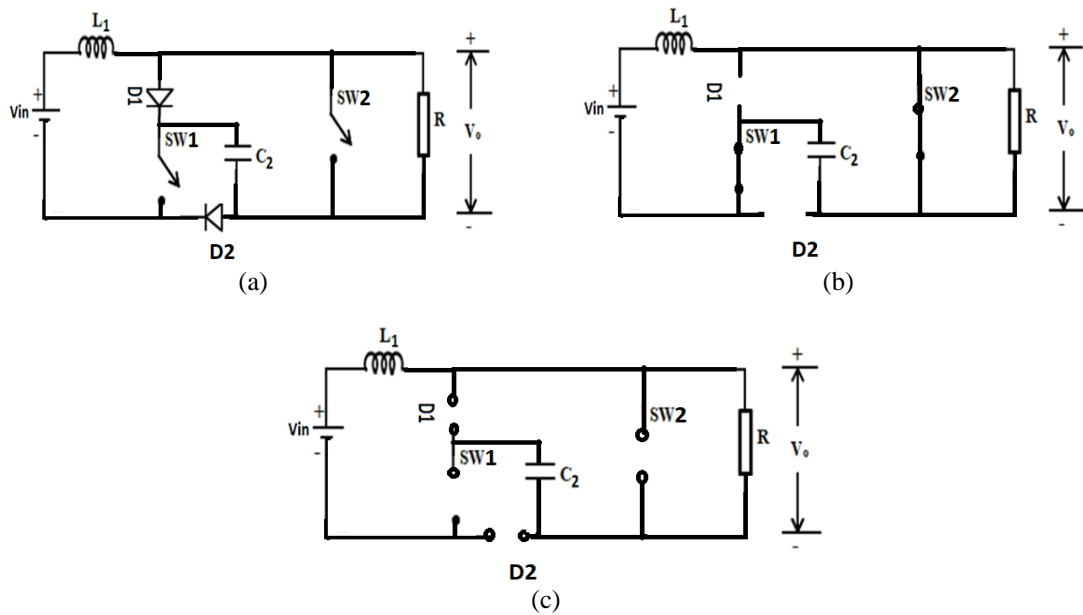 L₁
+
Vin
-
D1
SW1
C₂
SW2
R
+
Vₒ
-
D2
(a)
L₁
+
Vin
-
D1
SW1
C₂
SW2
R
+
Vₒ
-
D2
(b)
L₁
+
Vin
-
D1
SW1
C₂
SW2
R
+
Vₒ
-
D2
(c)